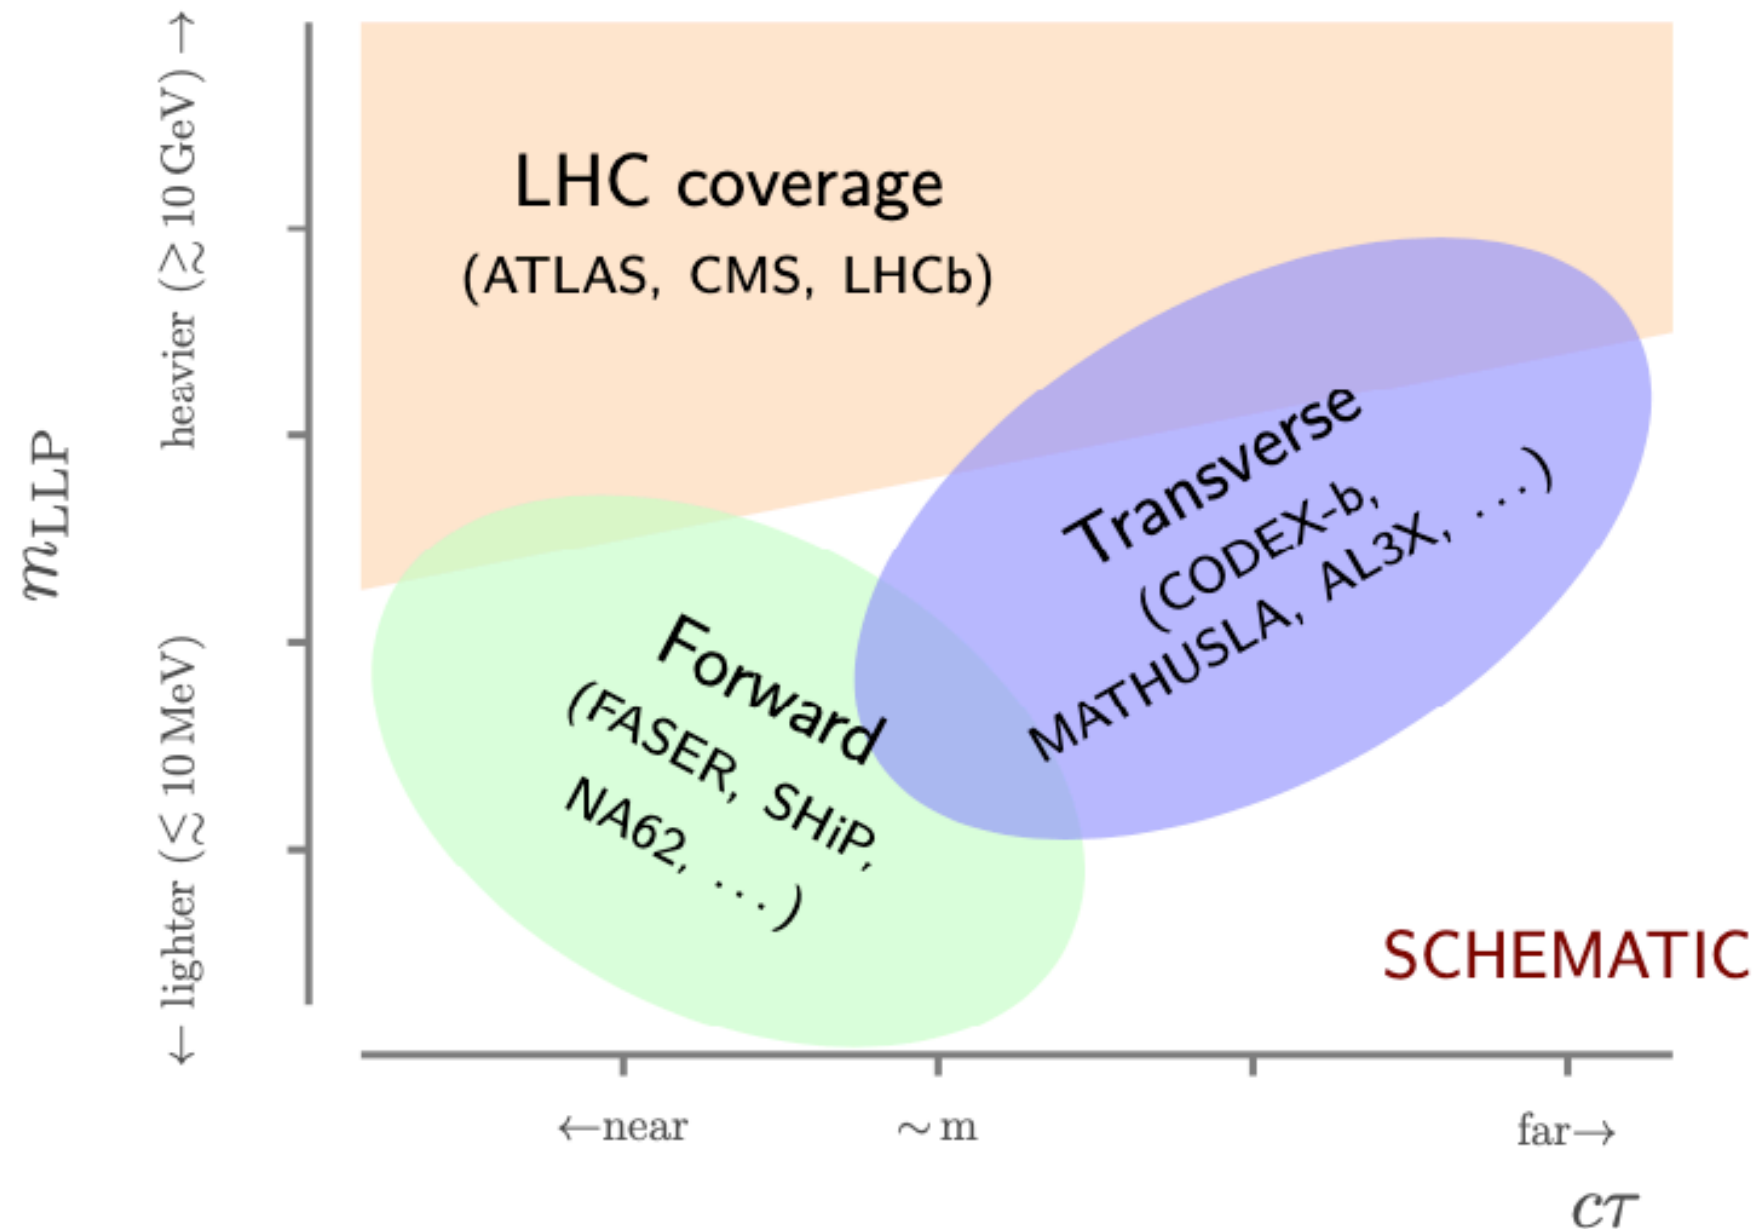 heavier (≳ 10 GeV) →
m_LLP
← lighter (≲ 10 MeV)
LHC coverage
(ATLAS, CMS, LHCb)
Transverse
(CODEX-b,
MATHUSLA, AL3X, ...)
Forward
(FASER, SHiP,
NA62, ...)
SCHEMATIC
←near
∼ m
far→
cτ